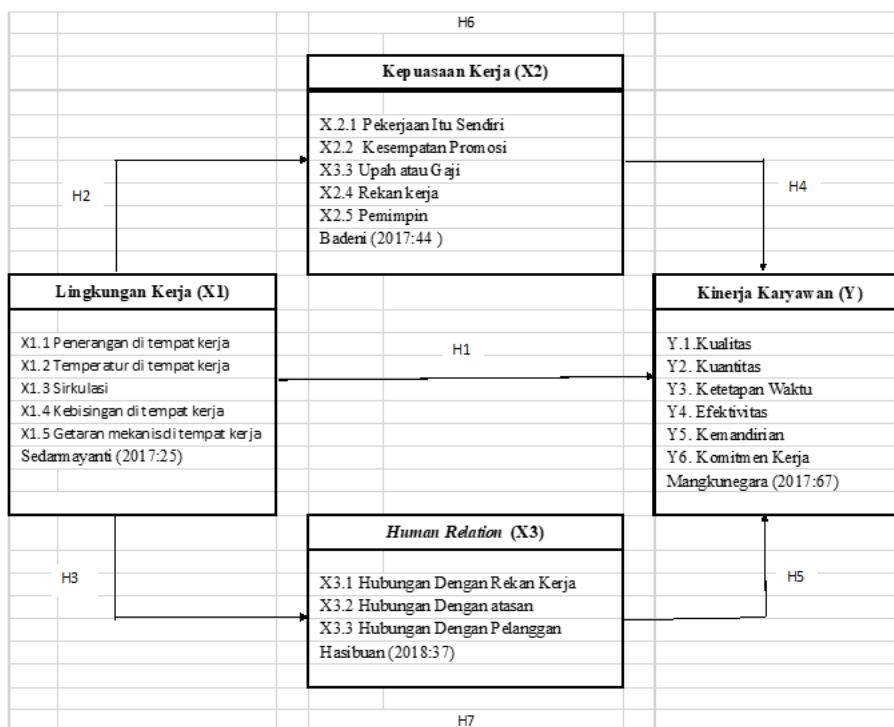 H6
Kepuasaan Kerja (X2)
X.2.1 Pekerjaan Itu Sendiri
X2.2 Kesempatan Promosi
X3.3 Upah atau Gaji
X2.4 Rekan kerja
X2.5 Pemimpin
Badeni (2017:44 )
H2
H4
Lingkungan Kerja (X1)
X1.1 Penerangan di tempat kerja
X1.2 Temperatur di tempat kerja
X1.3 Sirkulasi
X1.4 Kebisingan di tempat kerja
X1.5 Getaran mekanis di tempat kerja
Sedarmayanti (2017:25)
H1
Kinerja Karyawan (Y)
Y.1.Kualitas
Y2. Kuantitas
Y3. Ketetapan Waktu
Y4. Efektivitas
Y5. Kemandirian
Y6. Komitmen Kerja
Mangkunegara (2017:67)
H3
Human Relation (X3)
X3.1 Hubungan Dengan Rekan Kerja
X3.2 Hubungan Dengan atasan
X3.3 Hubungan Dengan Pelanggan
Hasibuan (2018:37)
H5
H7